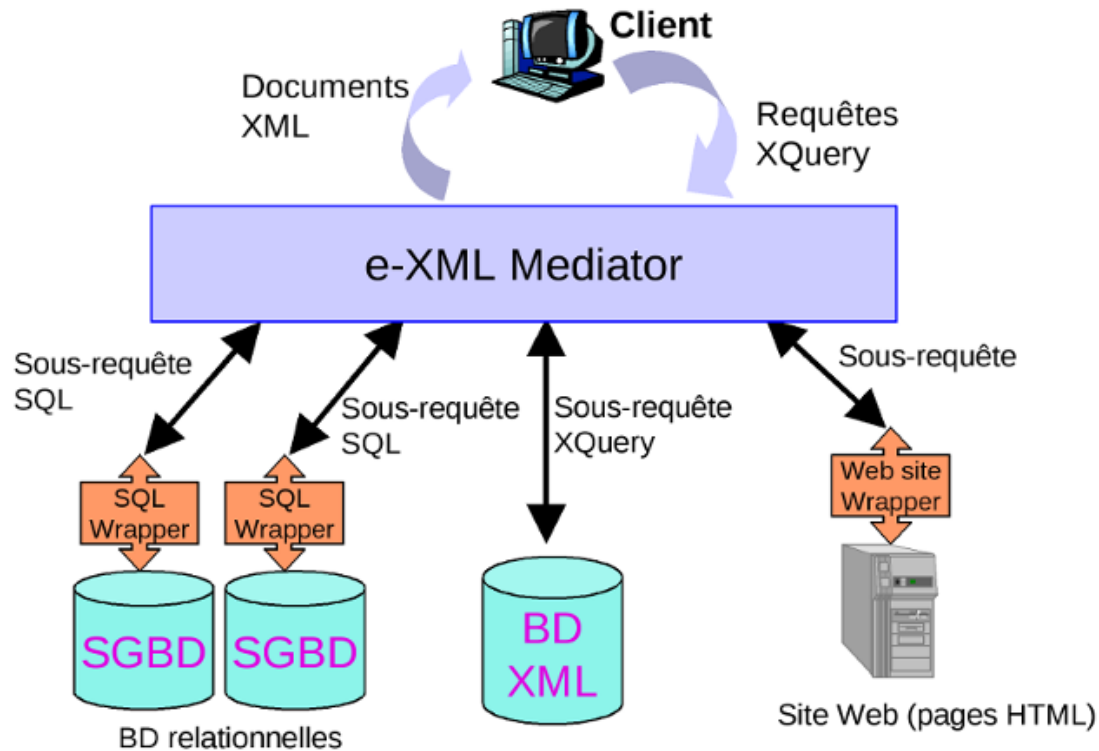 Client
Documents
XML
Requêtes
XQuery
e-XML Mediator
Sous-requête
SQL
Sous-requête
SQL
Sous-requête
XQuery
Sous-requête
SQL
Wrapper
SQL
Wrapper
Web site
Wrapper
SGBD
SGBD
BD
XML
BD relationnelles
Site Web (pages HTML)